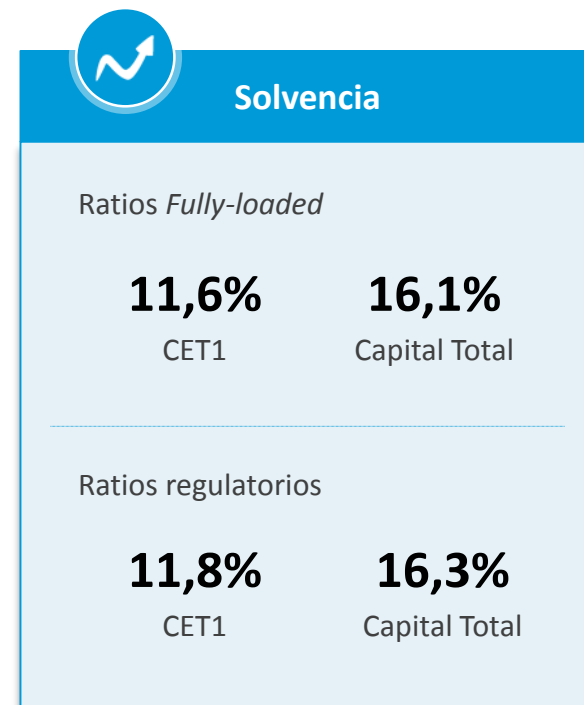 Solvencia
Ratios Fully-loaded
11,6% 16,1%
CET1 Capital Total
Ratios regulatorios
11,8% 16,3%
CET1 Capital Total